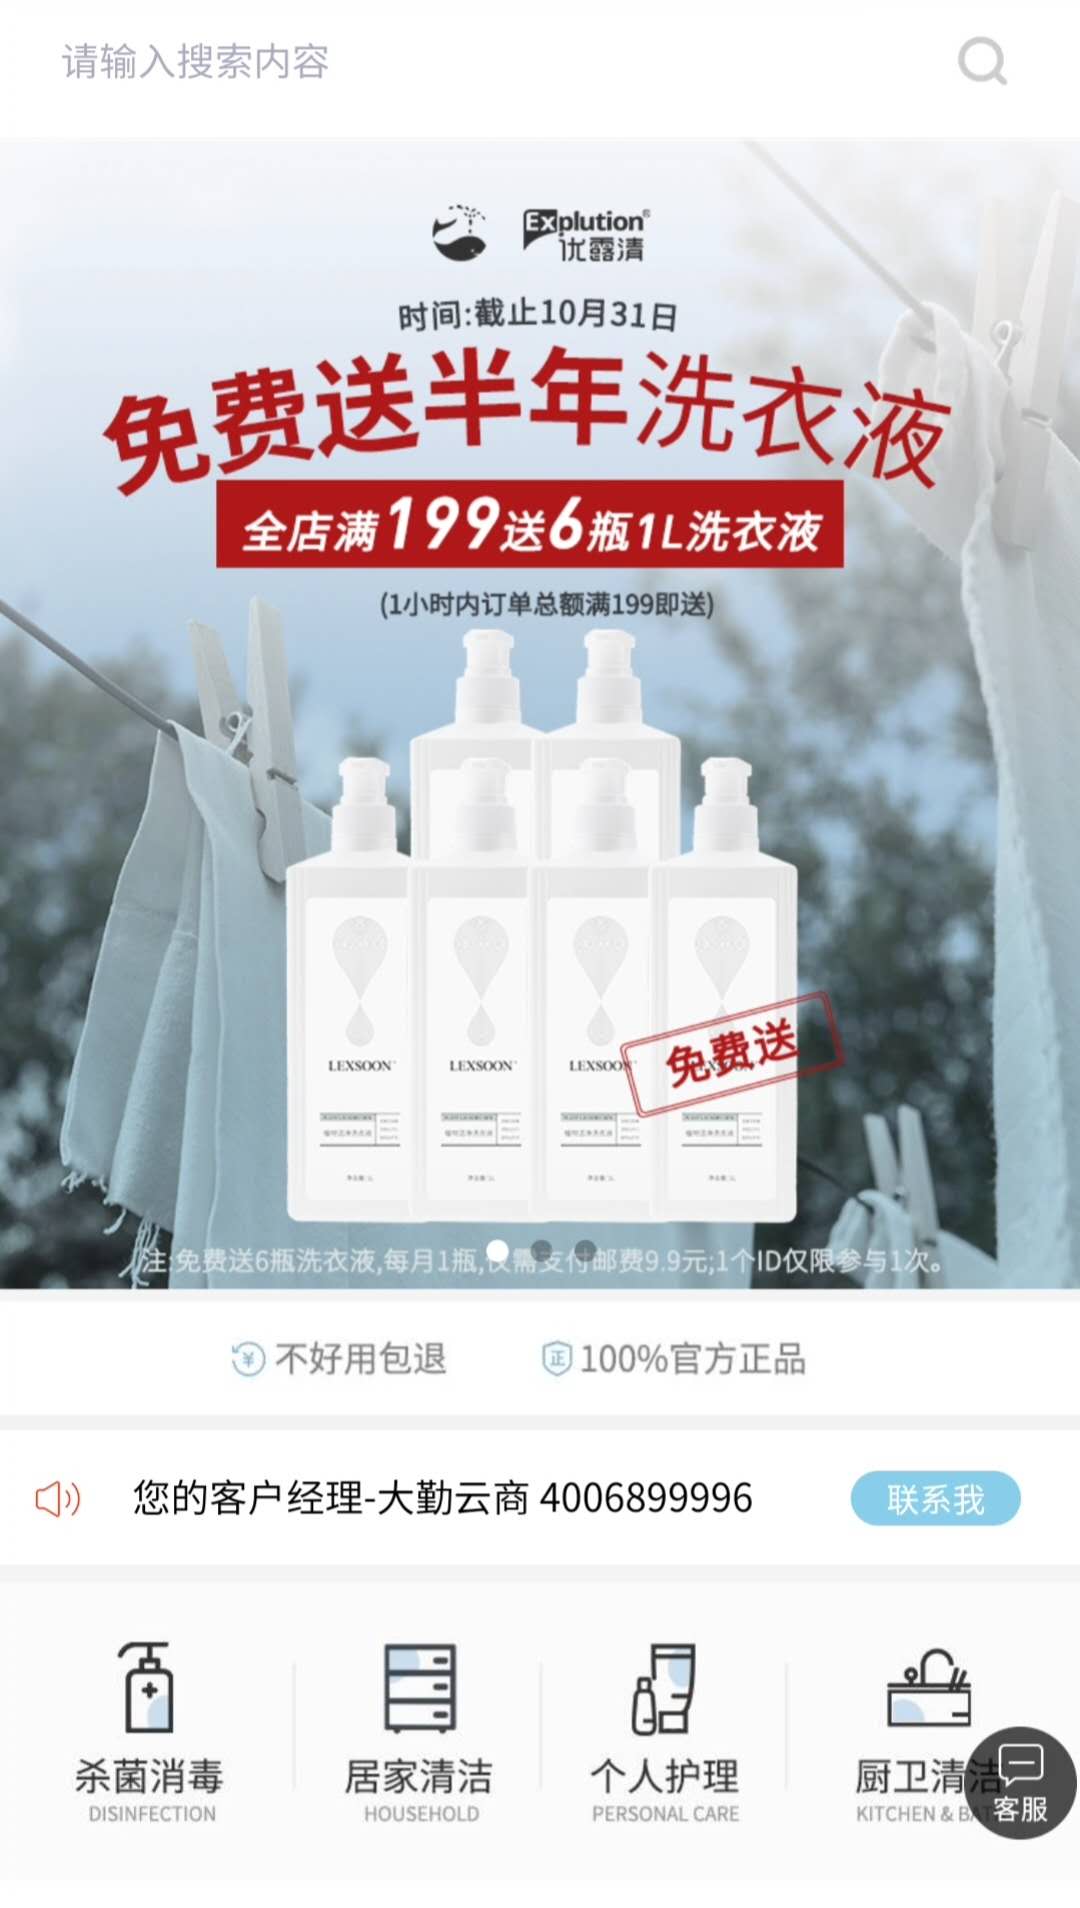 请输入搜索内容
Explution®
优露清
时间:截止10月31日
免费送半年洗衣液
全店满199送6瓶1L洗衣液
(1小时内订单总额满199即送)
LEXSOON LEXSOON LEXSOON
免费送
注:免费送6瓶洗衣液,每月1瓶,仅需支付邮费9.9元;1个ID仅限参与1次。
不好用包退 正 100%官方正品
您的客户经理-大勤云商 4006899996 联系我
杀菌消毒 居家清洁 个人护理 厨卫清洁
DISINFECTION HOUSEHOLD PERSONAL CARE KITCHEN &
客服